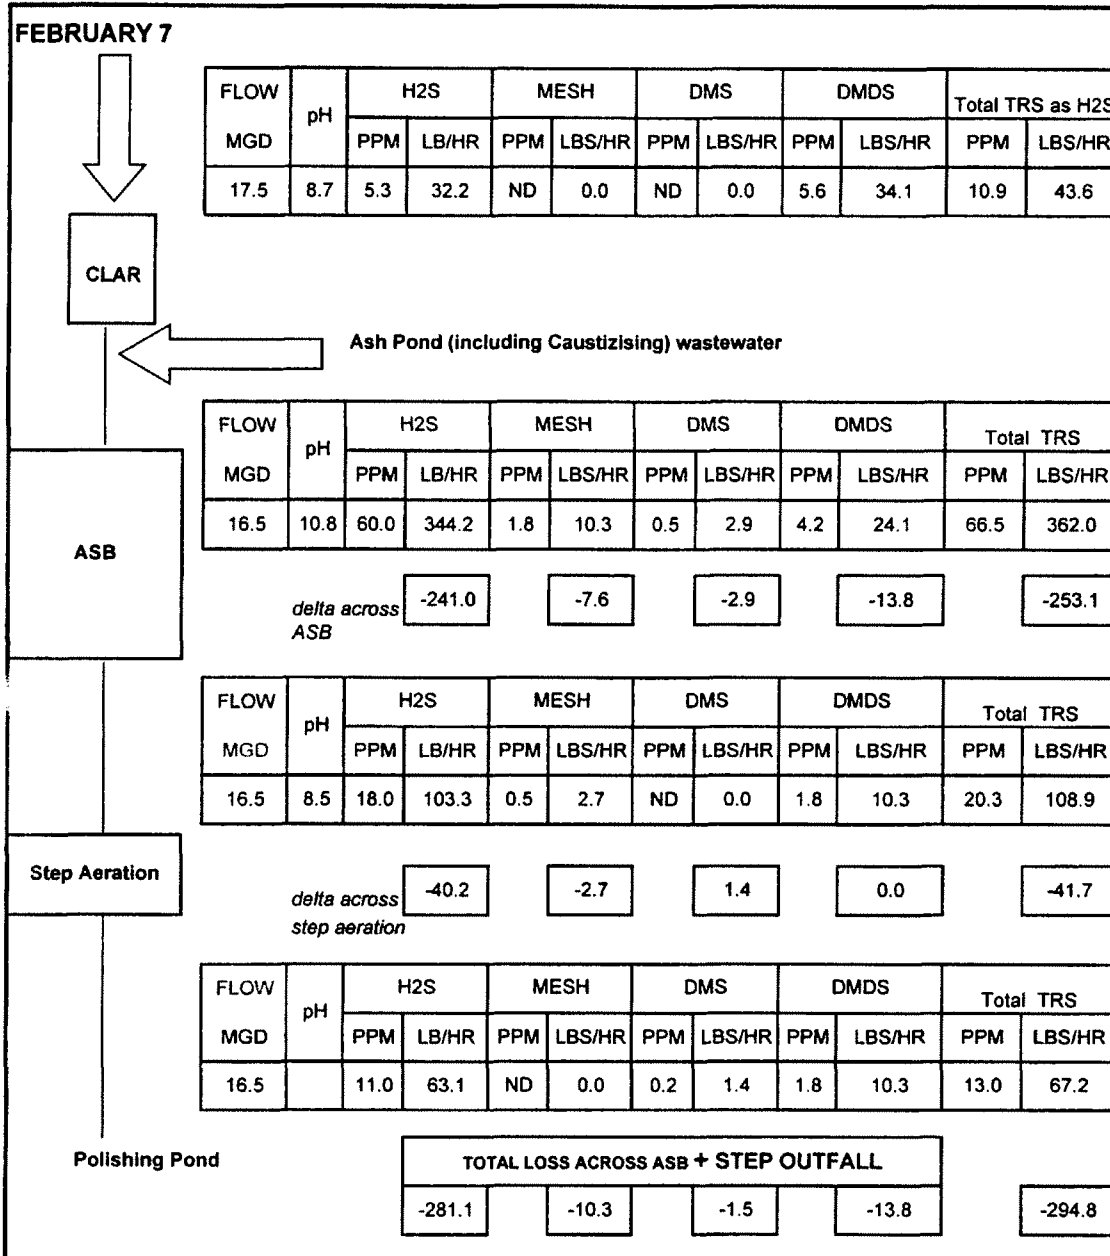 FEBRUARY 7
FLOW pH H2S MESH DMS DMDS Total TRS as H2S
MGD PPM LB/HR PPM LBS/HR PPM LBS/HR PPM LBS/HR PPM LBS/HR
17.5 8.7 5.3 32.2 ND 0.0 ND 0.0 5.6 34.1 10.9 43.6
CLAR
Ash Pond (including Caustizising) wastewater
FLOW pH H2S MESH DMS DMDS Total TRS
MGD PPM LB/HR PPM LBS/HR PPM LBS/HR PPM LBS/HR PPM LBS/HR
16.5 10.8 60.0 344.2 1.8 10.3 0.5 2.9 4.2 24.1 66.5 362.0
ASB
delta across -241.0 -7.6 -2.9 -13.8 -253.1
ASB
FLOW pH H2S MESH DMS DMDS Total TRS
MGD PPM LB/HR PPM LBS/HR PPM LBS/HR PPM LBS/HR PPM LBS/HR
16.5 8.5 18.0 103.3 0.5 2.7 ND 0.0 1.8 10.3 20.3 108.9
Step Aeration
delta across -40.2 -2.7 1.4 0.0 -41.7
step aeration
FLOW pH H2S MESH DMS DMDS Total TRS
MGD PPM LB/HR PPM LBS/HR PPM LBS/HR PPM LBS/HR PPM LBS/HR
16.5 11.0 63.1 ND 0.0 0.2 1.4 1.8 10.3 13.0 67.2
Polishing Pond
TOTAL LOSS ACROSS ASB + STEP OUTFALL
-281.1 -10.3 -1.5 -13.8 -294.8